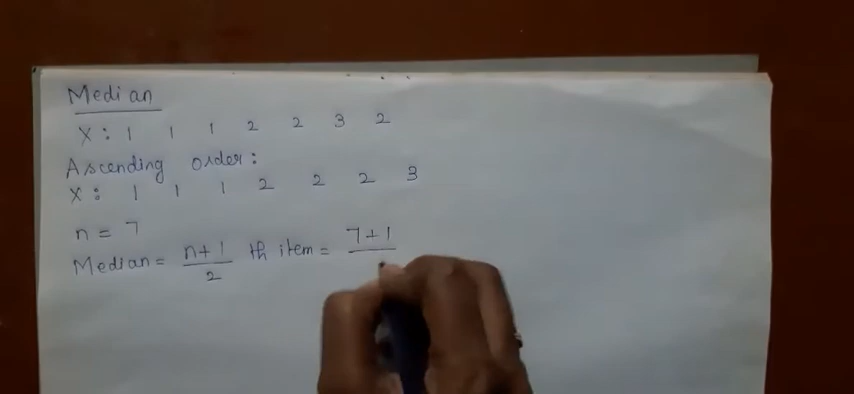 Median
X: 1 1 1 2 2 3 2
Ascending order:
X: 1 1 1 2 2 2 3
n = 7
Median = n+1/2 th item = 7+1/